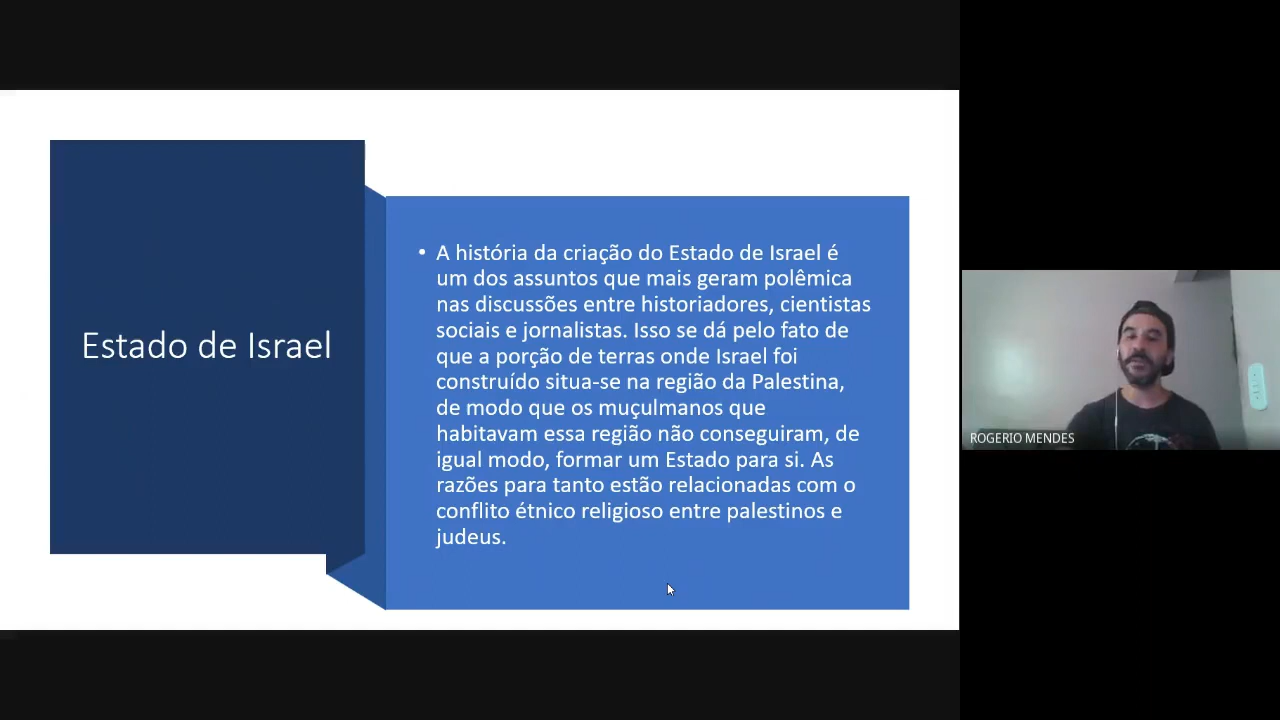 Estado de Israel
• A história da criação do Estado de Israel é
um dos assuntos que mais geram polêmica
nas discussões entre historiadores, cientistas
sociais e jornalistas. Isso se dá pelo fato de
que a porção de terras onde Israel foi
construído situa-se na região da Palestina,
de modo que os muçulmanos que
habitavam essa região não conseguiram, de
igual modo, formar um Estado para si. As
razões para tanto estão relacionadas com o
conflito étnico religioso entre palestinos e
judeus.
ROGERIO MENDES